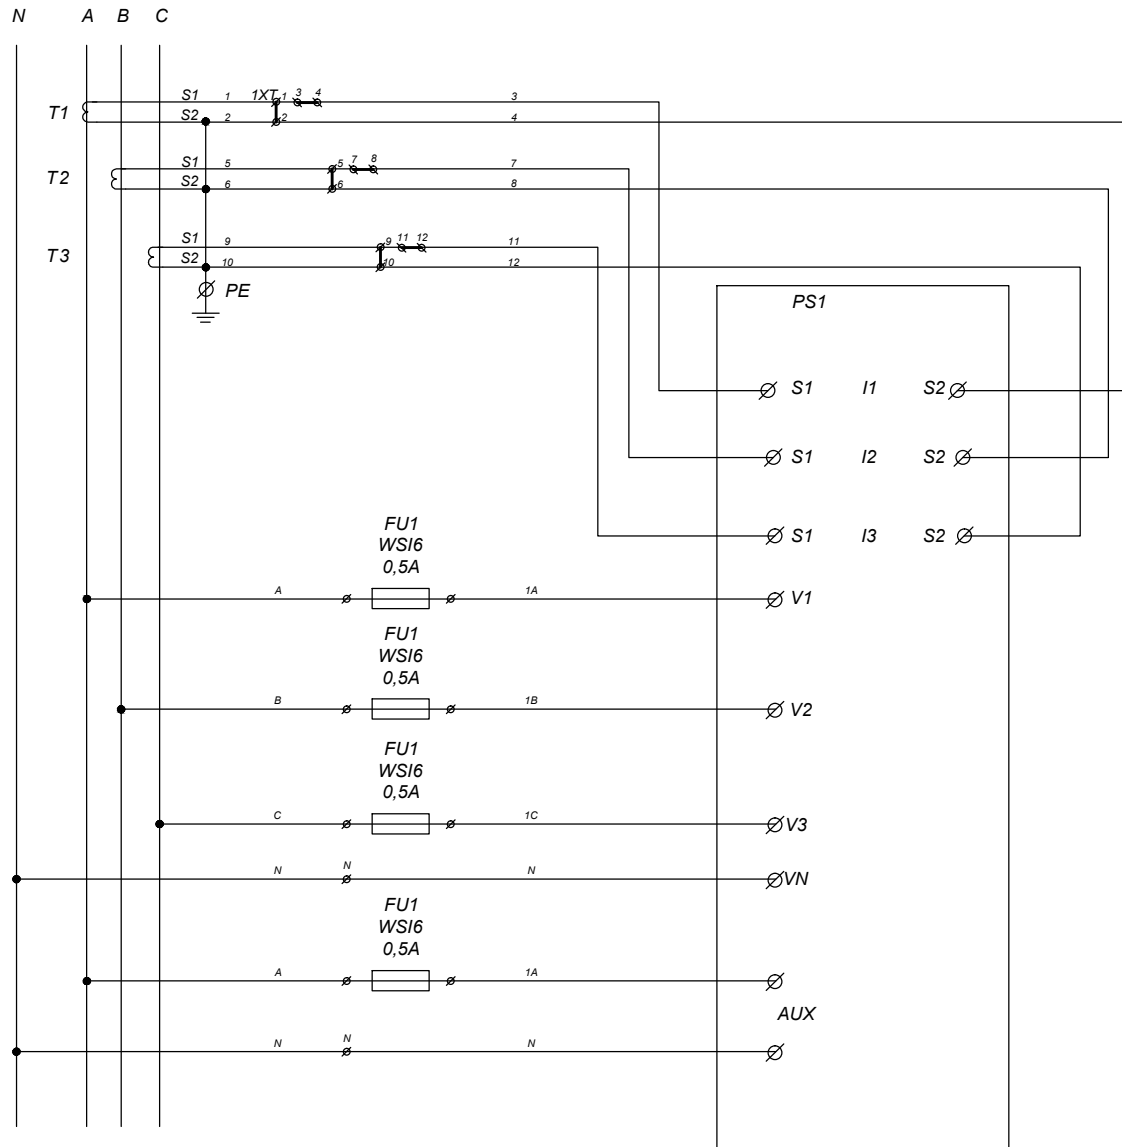 N A B C
T1 S1 1 1XT 1 3 4 3
S2 2 2 4
T2 S1 5 5 7 8 7
S2 6 6 8
T3 S1 9 9 11 12 11
S2 10 10 12
PE
PS1
S1 I1 S2
S1 I2 S2
S1 I3 S2
FU1
WSI6
0,5A
A 1A V1
FU1
WSI6
0,5A
B 1B V2
FU1
WSI6
0,5A
C 1C V3
N N N VN
FU1
WSI6
0,5A
A 1A
AUX
N N N